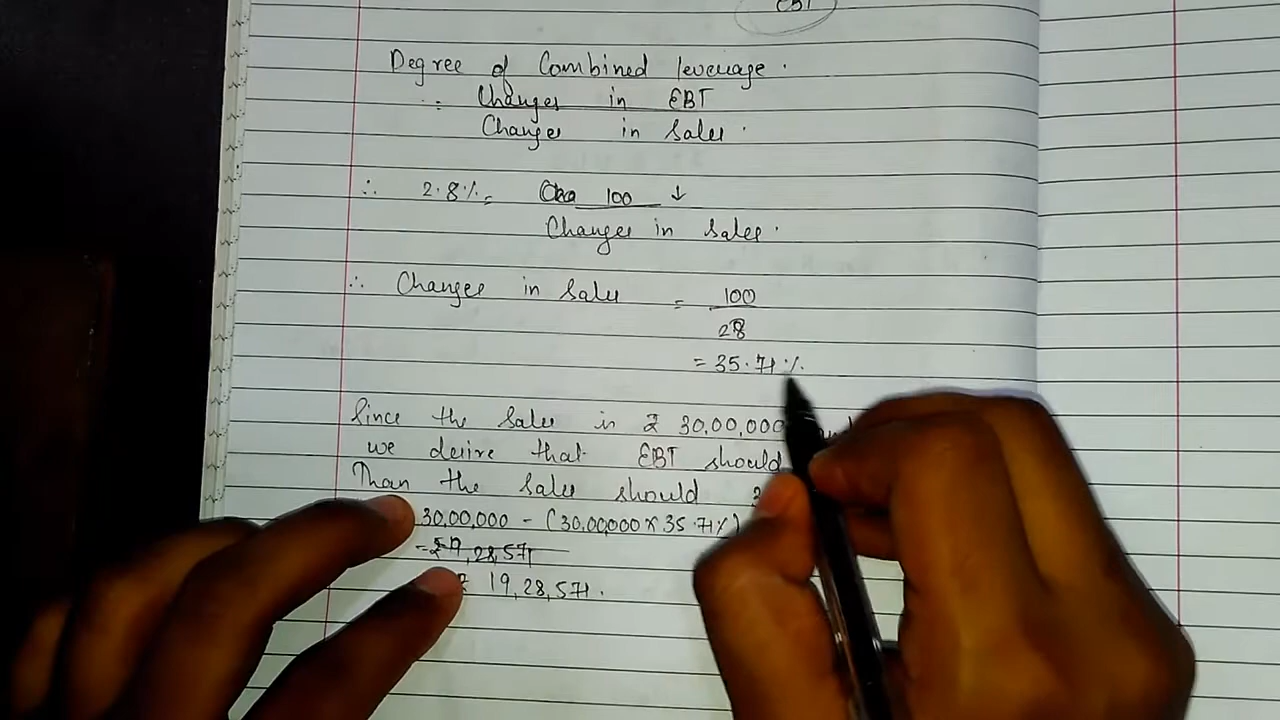 EBT
Degree of Combined leverage.
= Changes in EBT
Changes in Sales.
∴ 2.8%= 100 ↓
Changes in Sales.
∴ Changes in Sales = 100
28
= 35.71%
Since the Sales is ₹ 30,00,000
we desire that EBT should
Than the Sales should
30,00,000 - (30,00,000 x 35.71%)
₹ 19,28,571.